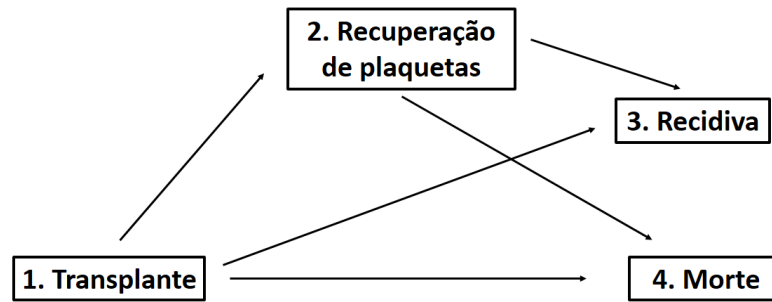 2. Recuperação
de plaquetas
3. Recidiva
1. Transplante
4. Morte